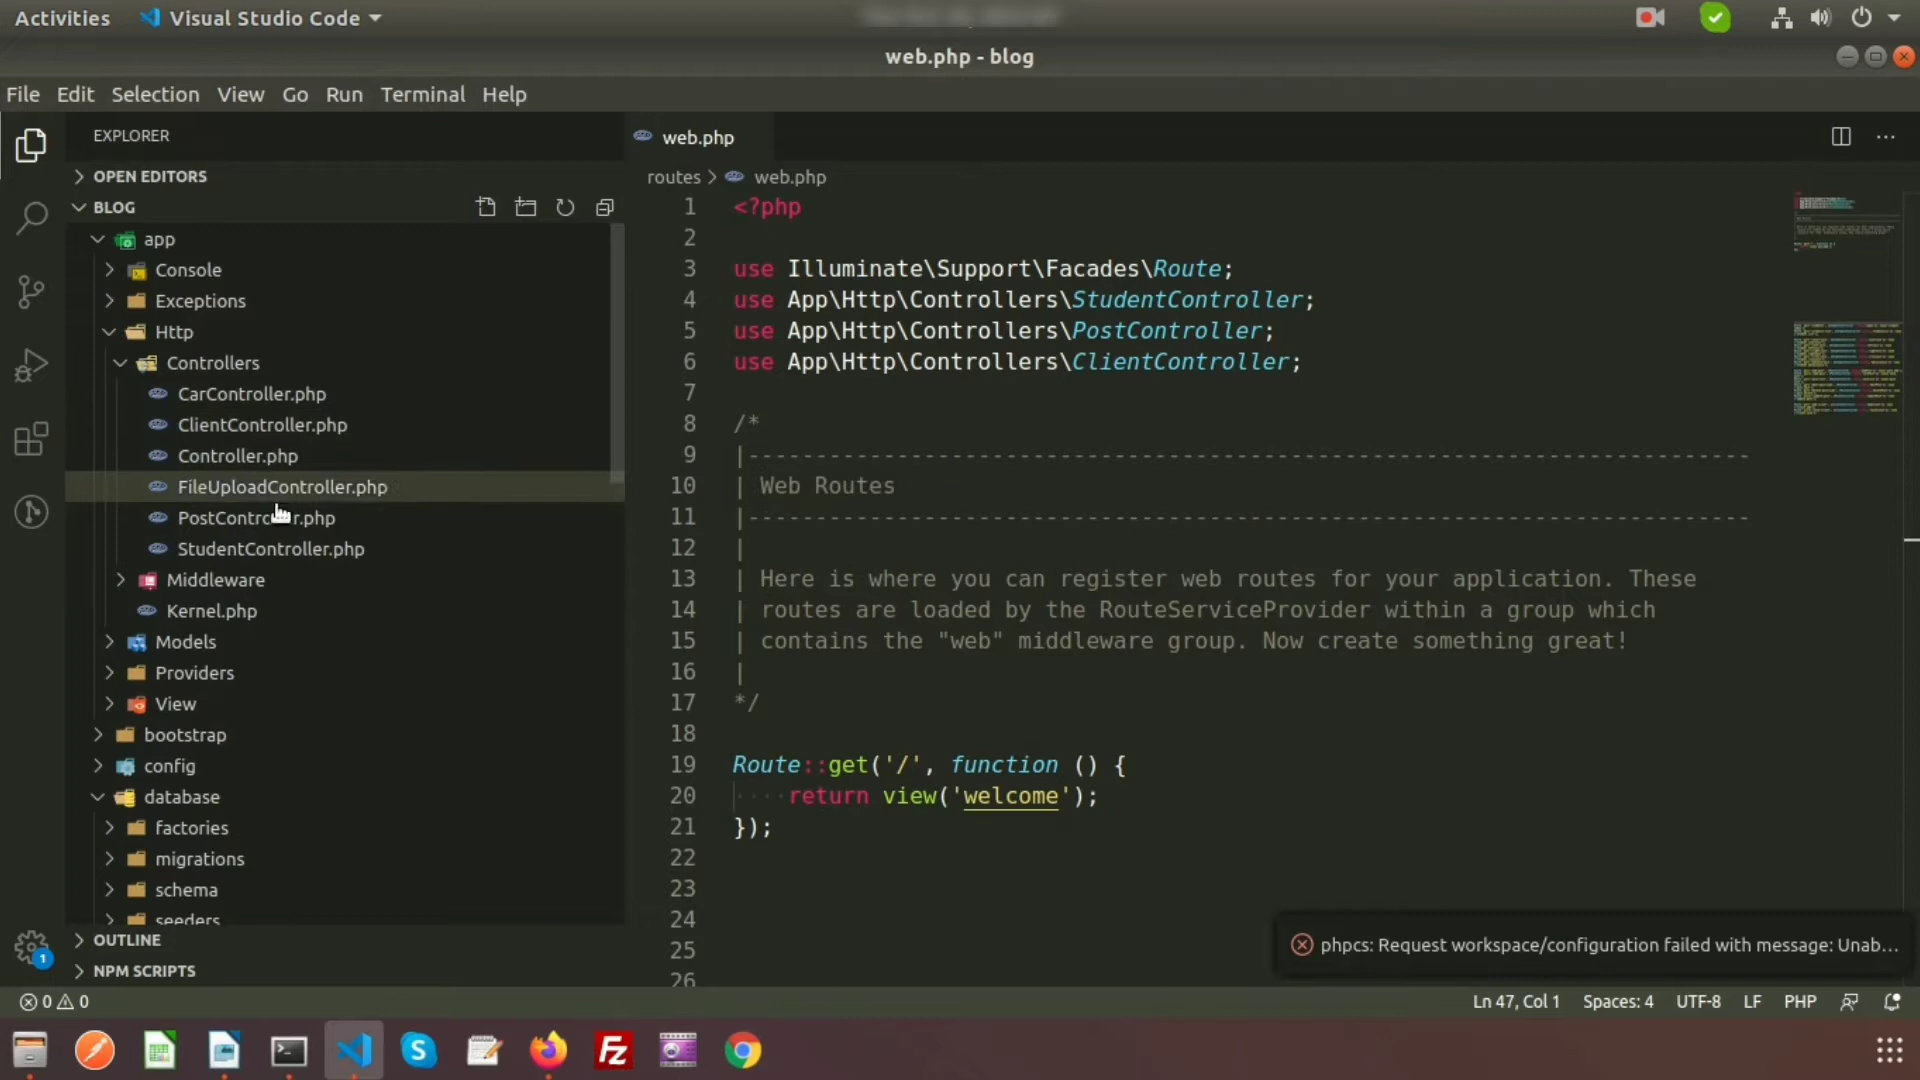 Activities Visual Studio Code
web.php - blog
File Edit Selection View Go Run Terminal Help
EXPLORER
OPEN EDITORS
BLOG
app
Console
Exceptions
Http
Controllers
CarController.php
ClientController.php
Controller.php
FileUploadController.php
StudentController.php
Middleware
Kernel.php
Models
Providers
View
bootstrap
config
database
factories
migrations
schema
seeders
OUTLINE
NPM SCRIPTS
web.php
routes > web.php
1 <?php
2
3 use Illuminate\Support\Facades\Route;
4 use App\Http\Controllers\StudentController;
5 use App\Http\Controllers\PostController;
6 use App\Http\Controllers\ClientController;
7
8 /*
9 |--------------------------------------------------------------------------
10 | Web Routes
11 |--------------------------------------------------------------------------
12 |
13 | Here is where you can register web routes for your application. These
14 | routes are loaded by the RouteServiceProvider within a group which
15 | contains the "web" middleware group. Now create something great!
16 |
17 */
18
19 Route::get('/', function () {
20 ····return view('welcome');
21 });
22
23
24
25
26
phpcs: Request workspace/configuration failed with message: Unab...
1
0 0
Ln 47, Col 1 Spaces: 4 UTF-8 LF PHP